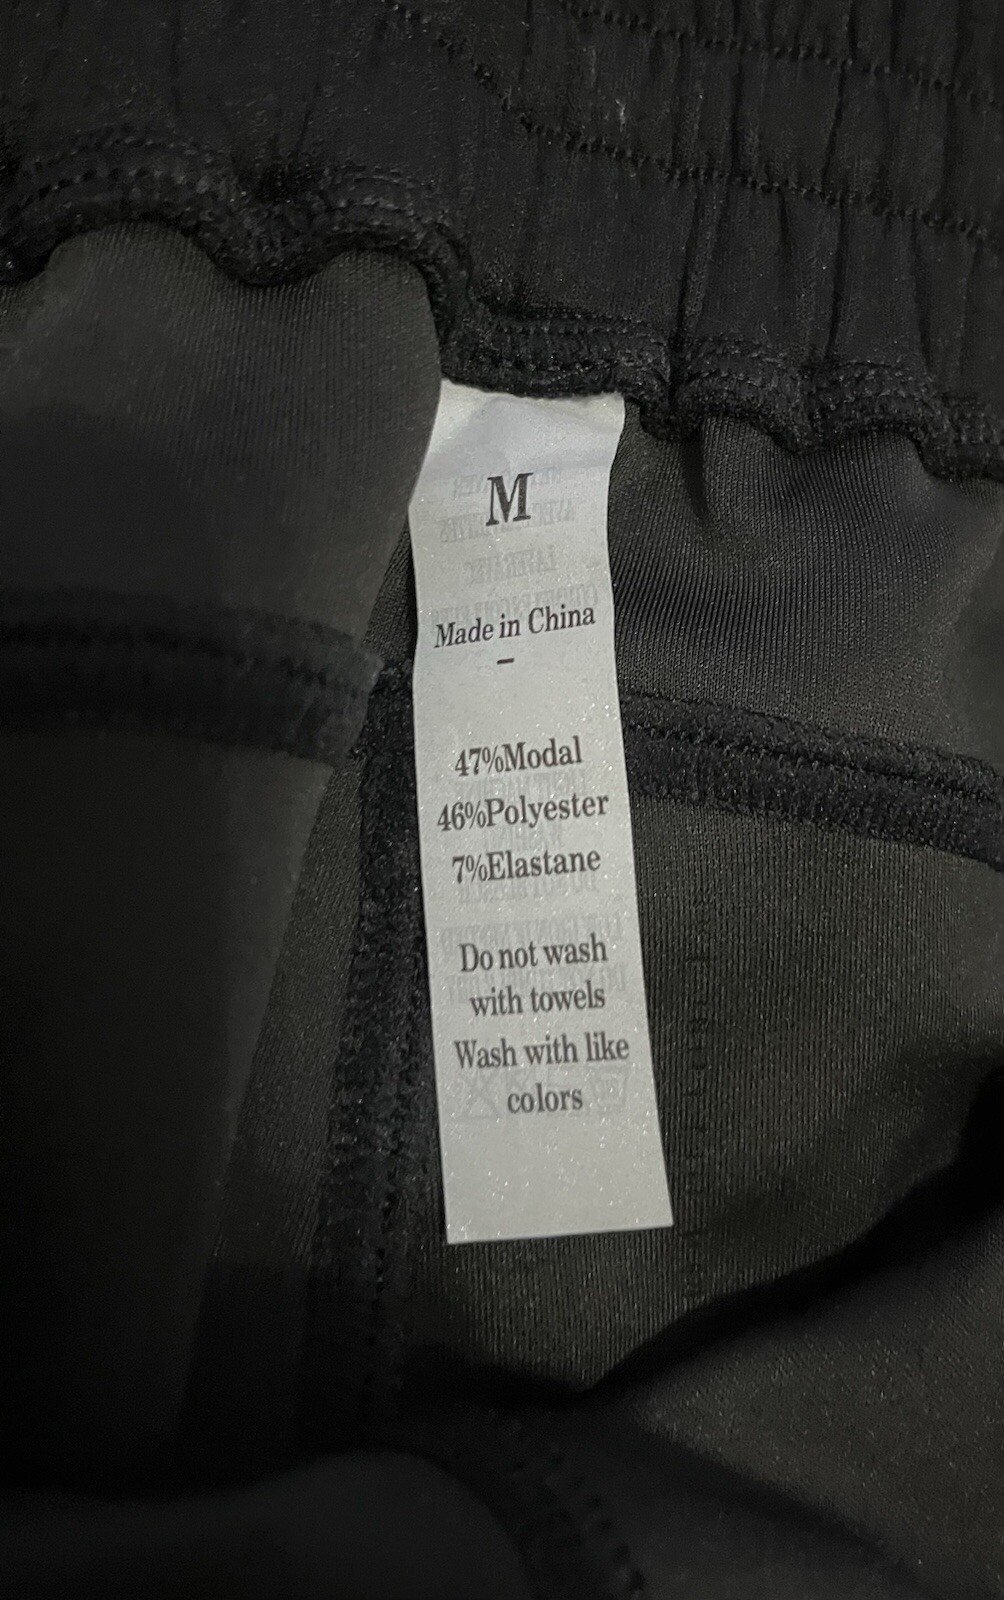 M
Made in China
–
47%Modal
46%Polyester
7%Elastane
Do not wash
with towels
Wash with like
colors